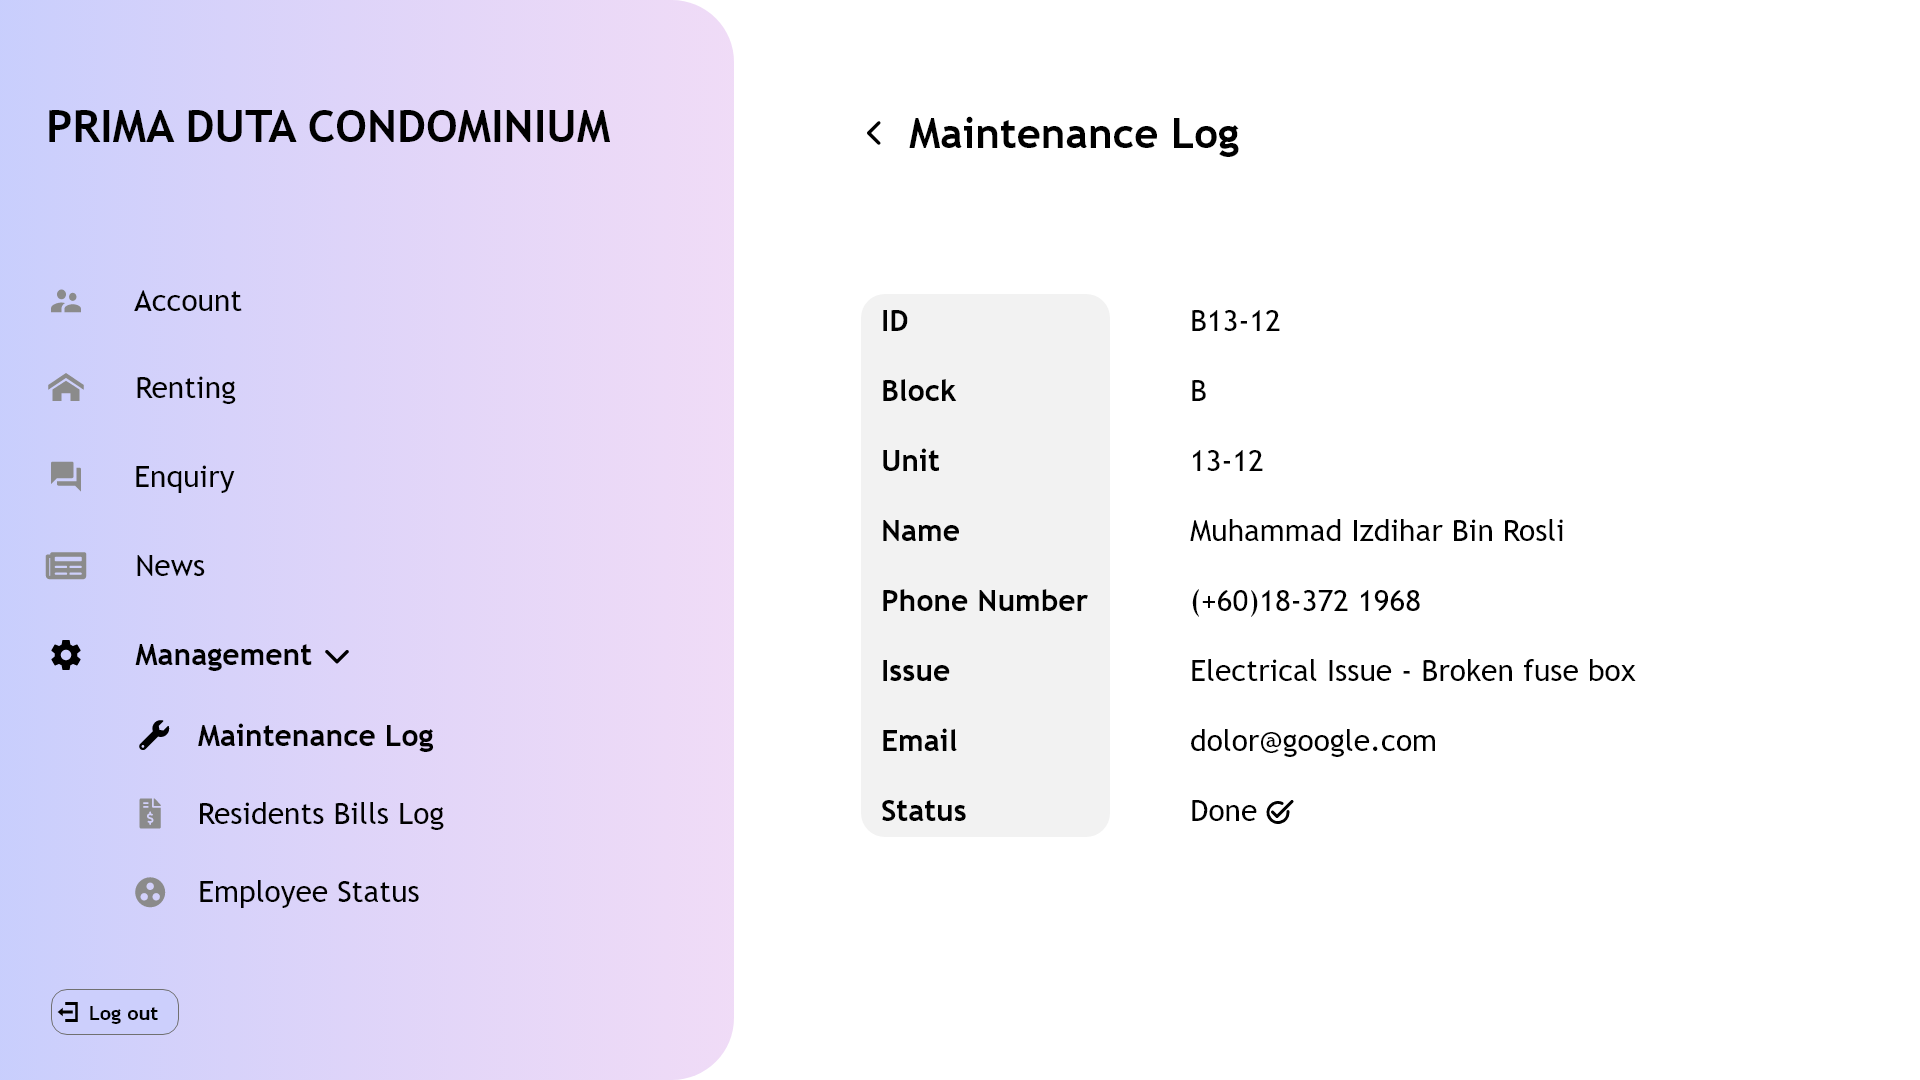 PRIMA DUTA CONDOMINIUM
Account
Renting
Enquiry
News
Management
Maintenance Log
Residents Bills Log
Employee Status
Log out
Maintenance Log
ID B13-12
Block B
Unit 13-12
Name Muhammad Izdihar Bin Rosli
Phone Number (+60)18-372 1968
Issue Electrical Issue - Broken fuse box
Email dolor@google.com
Status Done